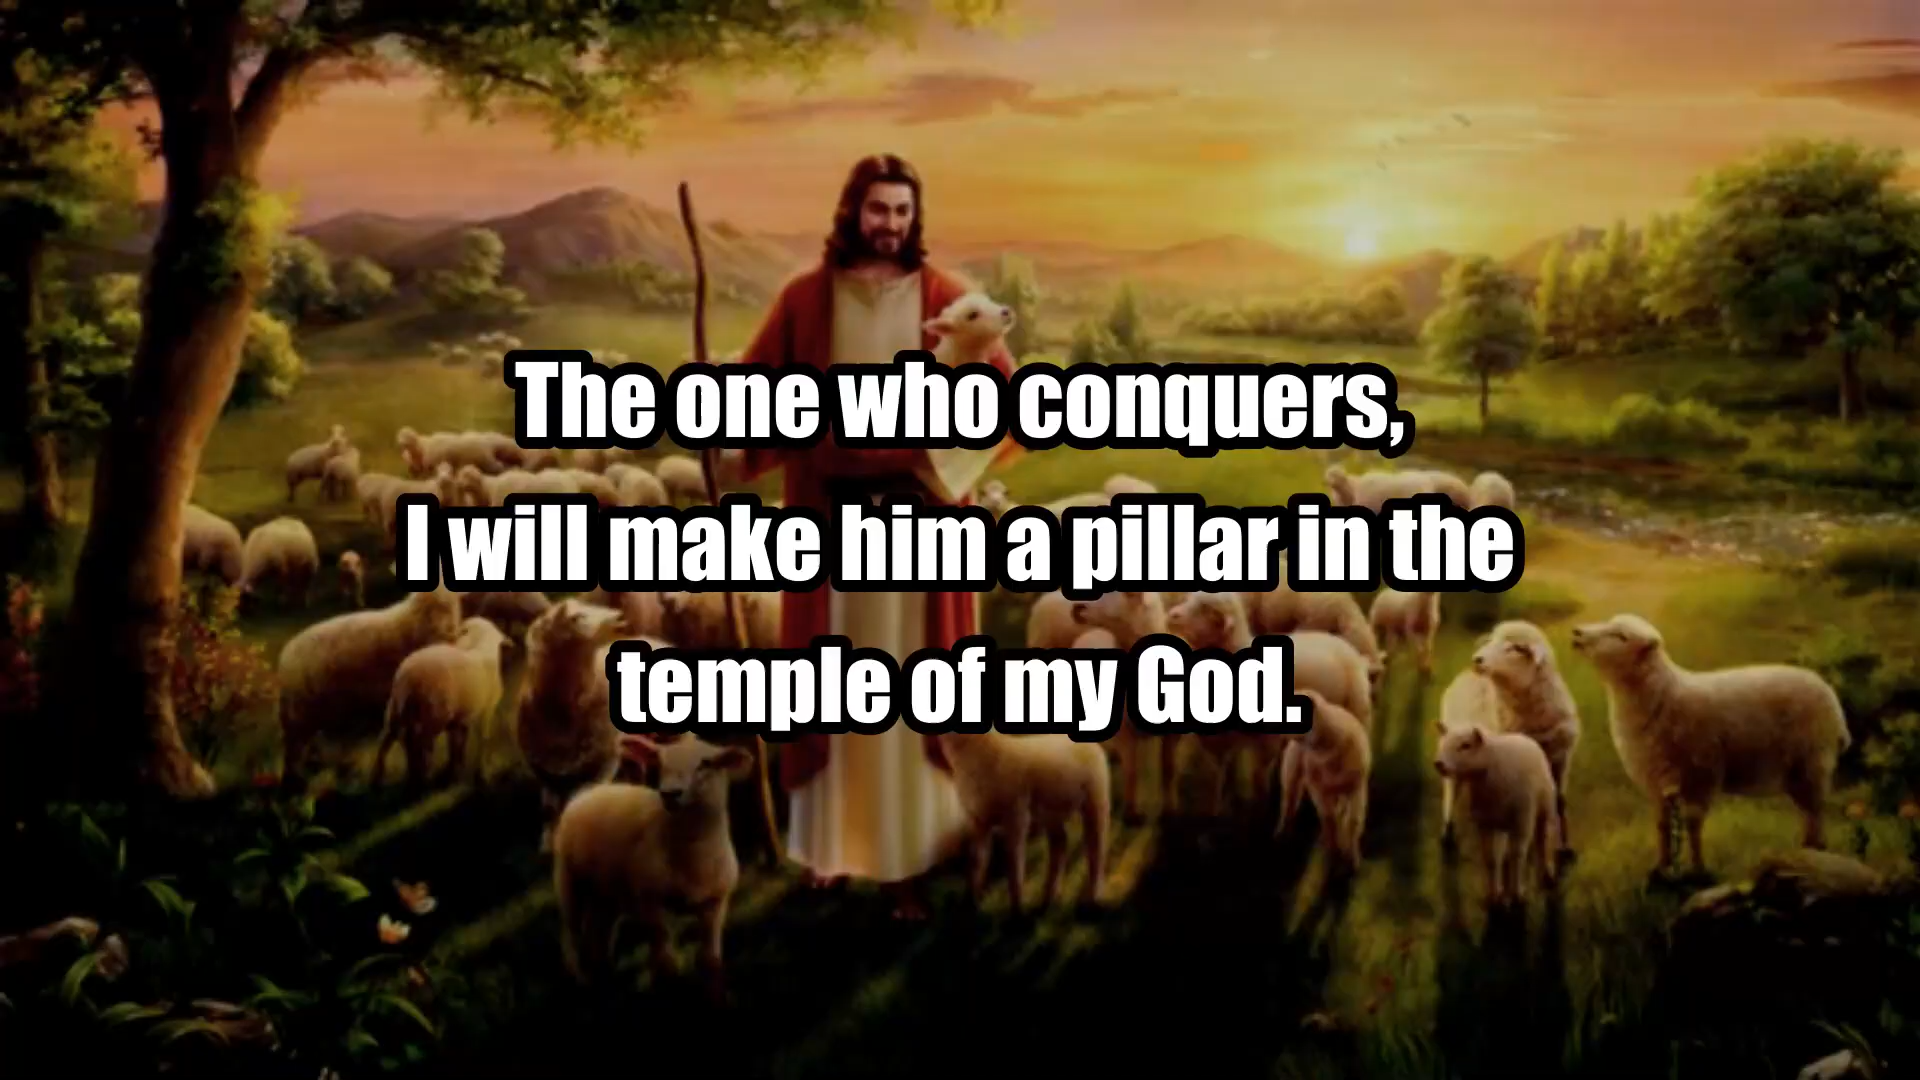 The one who conquers,
I will make him a pillar in the
temple of my God.